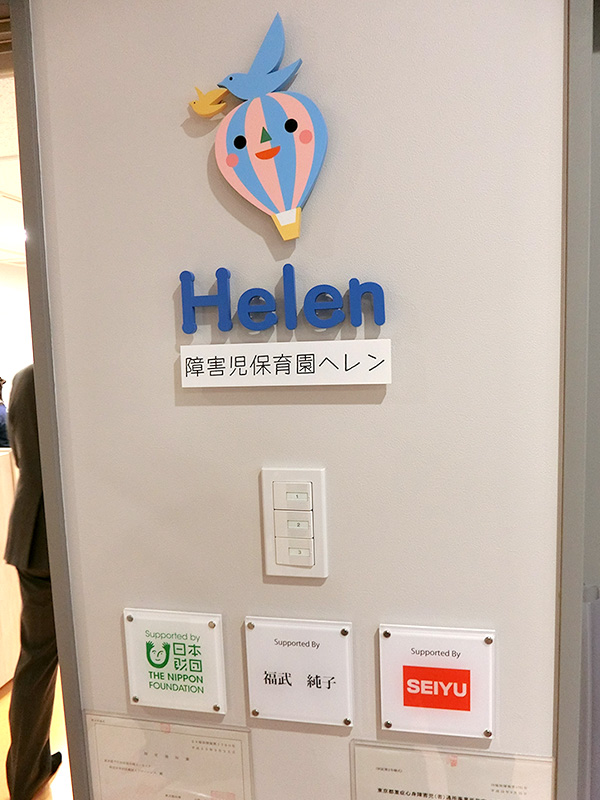 Helen
障害児保育園ヘレン
1
2
3
Supported by
日本
財団
THE NIPPON
FOUNDATION
Supported By
福武 純子
Supported By
SEIYU